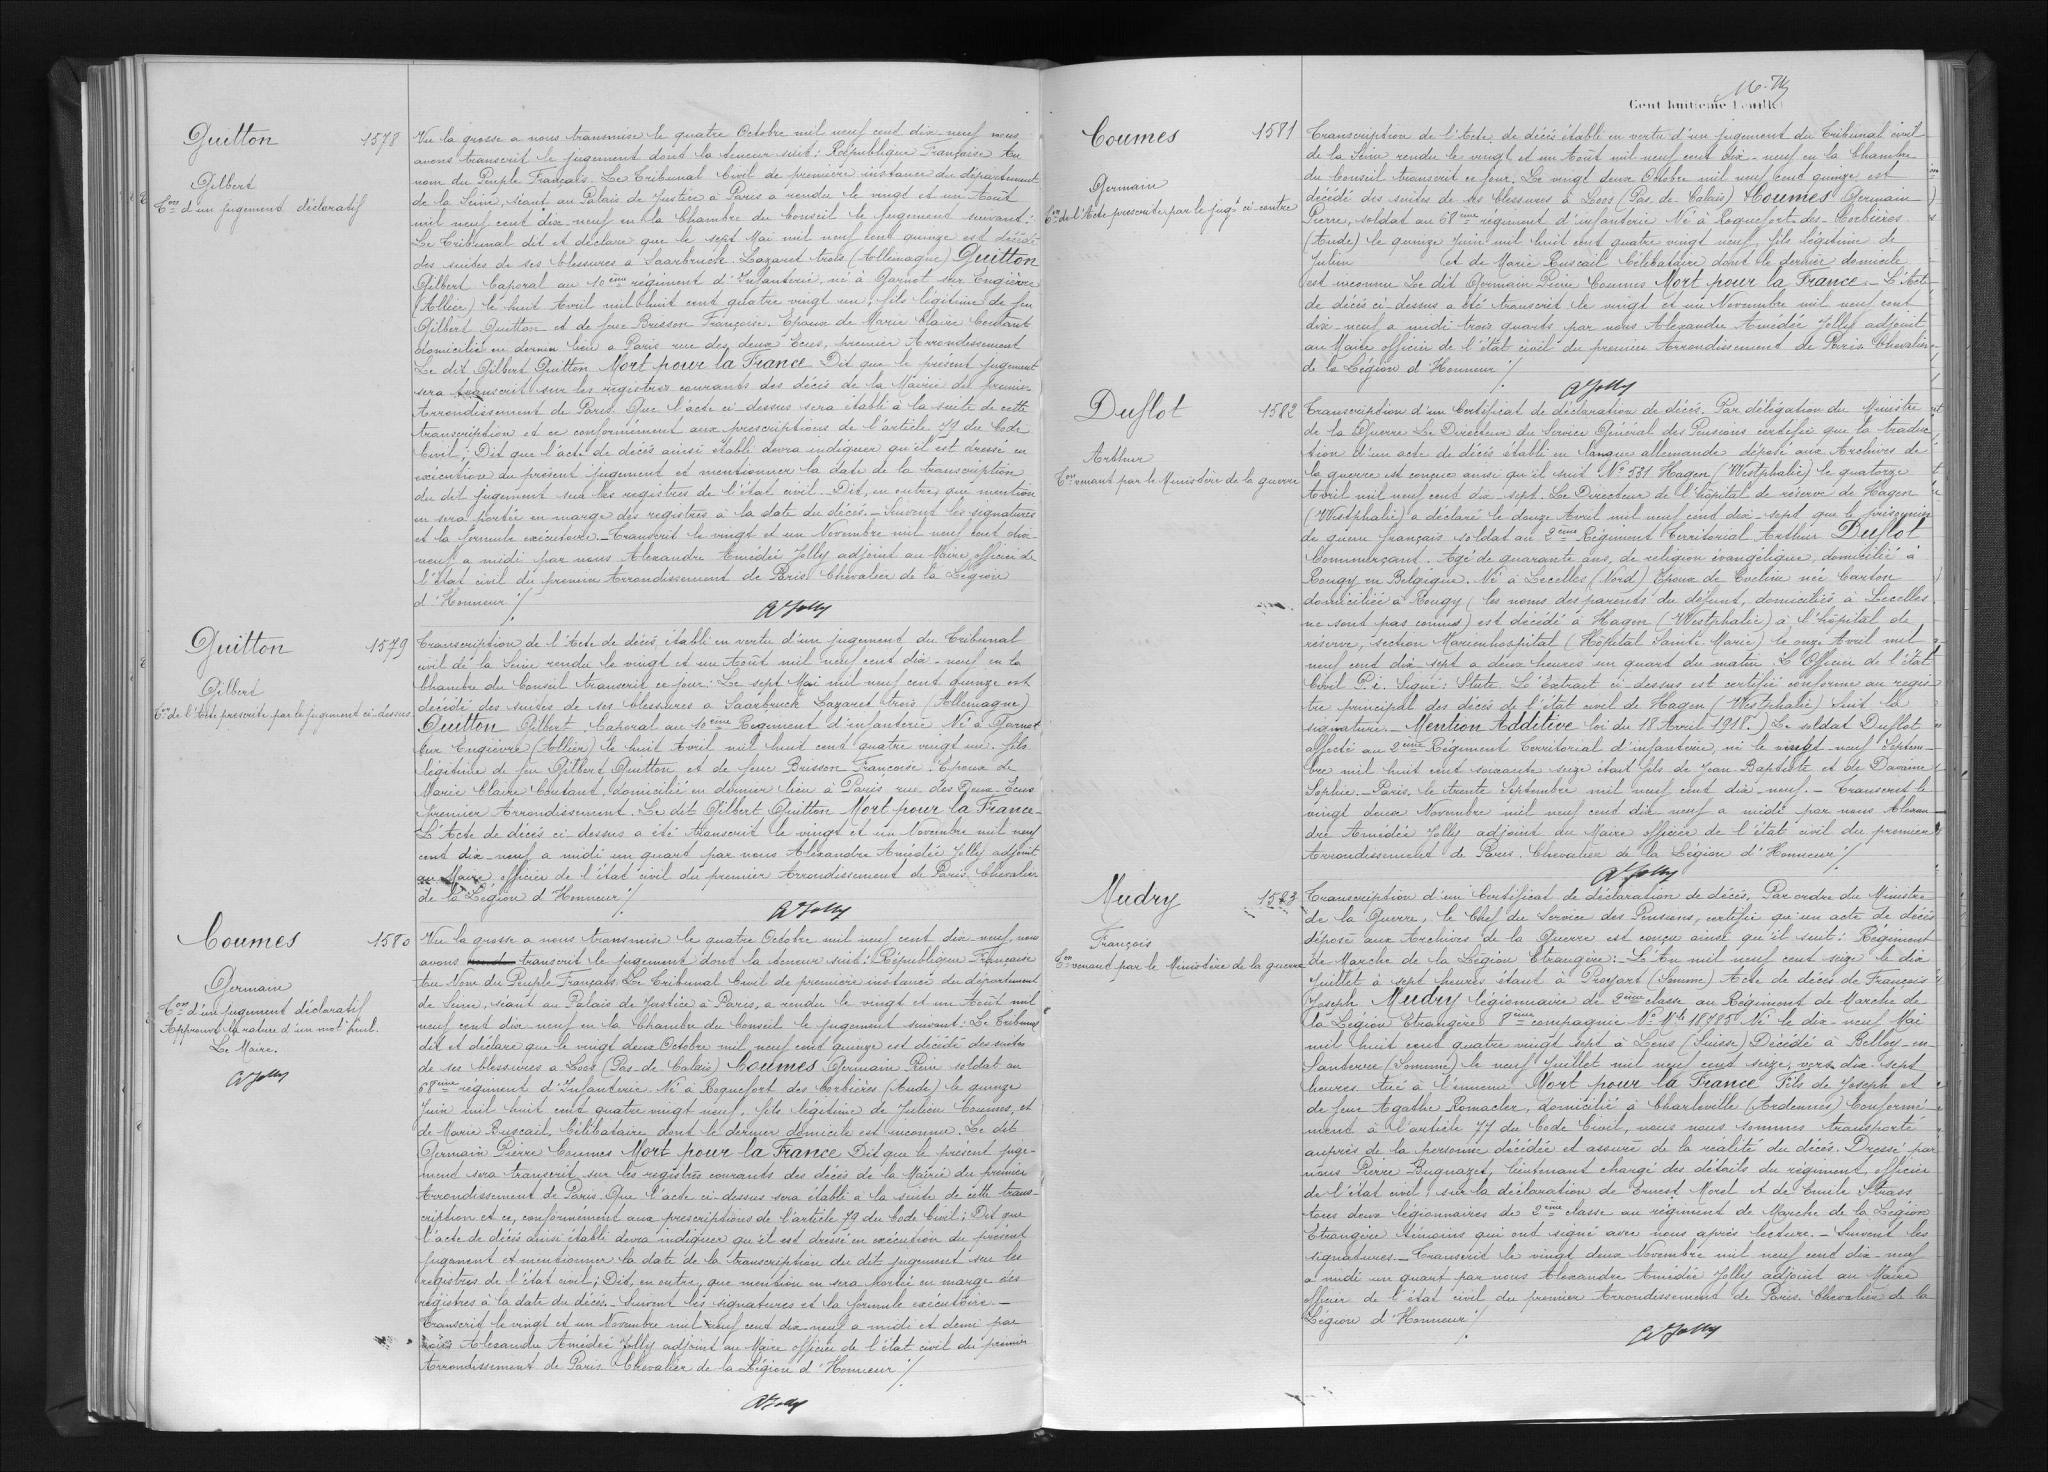 Quitton
1578
Gilbert
Con d'un jugement déclaratif
Vu la grosse a nous transmise le quatre Octobre mil neuf cent dix-neuf nous
avons transcrit le jugement dont la teneur suit: République Française Au
nom du Peuple Français. Le Tribunal Civil de première instance du département
de la Seine, séant au Palais de Justice à Paris a rendu le vingt et un Août
mil neuf cent dix-neuf en la Chambre du Conseil le jugement suivant:
Le Tribunal dit et déclare que le sept Mai mil neuf cent quinze est décédé
des suites de ses blessures a Saarbruck Lazaret trois (Allemagne) Quitton
Gilbert Caporal au 10ème régiment d'Infanterie, né à Garnat sur Engièvre
(Allier) le huit Avril mil huit cent quatre vingt un, fils légitime de feu
Gilbert Quitton et de feue Brisson Françoise. Epoux de Marie Claire Coutant
domicilié en dernier lieu a Paris rue des deux Ecus, premier Arrondissement
Le dit Gilbert Quitton Mort pour la France Dit que le présent jugement
sera transcrit sur les registres courants des décès de la Mairie du premier
Arrondissement de Paris. Que l'acte ci-dessus sera établi à la suite de cette
transcription et ce conformément aux prescriptions de l'article 79 du Code
Civil; Dit que l'acte de décès ainsi établi devra indiquer qu'il est dressé en
exécution du présent jugement et mentionner la date de la transcription
du dit jugement sur les registres de l'état civil. Dit, en outre, que mention
en sera portée en marge des registres à la date du décès. _ Suivent les signatures
et la formule exécutoire. _ Transcrit le vingt et un Novembre mil neuf cent dix-
neuf a midi par nous Alexandre Amédée Jolly adjoint au Maire, officier de
l'état civil du premier Arrondissement de Paris Chevalier de la Légion
d'Honneur /.
AJolly
Quitton
1579
Gilbert
Con de l'Acte prescrite par le jugement ci-dessus
Transcription de l'Acte de décès établi en vertu d'un jugement du Tribunal
civil de la Seine rendu le vingt et un Août mil neuf cent dix-neuf en la
Chambre du Conseil transcrit ce jour: Le sept Mai mil neuf cent quinze est
décédé des suites de ses blessures a Saarbruck Lazaret trois (Allemagne)
Quitton Gilbert Caporal au 10ème Régiment d'infanterie Né a Garnat
sur Engièvre (Allier) le huit Avril mil huit cent quatre vingt un. fils
légitime de feu Gilbert Quitton et de feue Brisson Françoise. Epoux de
Marie Claire Coutant, domicilié en dernier lieu a Paris rue des Deux-Ecus
Premier Arrondissement. Le dit Gilbert Quitton Mort pour la France _
L'Acte de décès ci-dessus a été transcrit le vingt et un Novembre mil neuf
cent dix-neuf a midi un quart par nous Alexandre Amédée Jolly adjoint
au Maire officier de l'état civil du premier Arrondissement de Paris Chevalier
de la Légion d'Honneur /.
AJolly
Coumes
1580
Germain
Con d'un jugement déclaratif
Approuvé la rature d'un mot nul.
Le Maire.
AJolly
Vu la grosse a nous transmise le quatre Octobre mil neuf cent dix-neuf, nous
avons transcrit le jugement dont la teneur suit: République Française
Au Nom du Peuple Français. Le Tribunal Civil de première instance du département
de Seine, séant au Palais de Justice à Paris, a rendu le vingt et un Août mil
neuf cent dix-neuf en la Chambre du Conseil le jugement suivant: Le Tribunal
dit et déclare que le vingt deux Octobre mil neuf cent quinze est décédé des suites
de ses blessures a Loos (Pas-de-Calais) Coumes Germain Pierre soldat au
68ème régiment d'Infanterie Né à Roquefort des Corbières (Aude) le quinze
Juin mil huit cent quatre vingt neuf, fils légitime de Julien Coumes, et
de Marie Buscail, Célibataire dont le dernier domicile est inconnu. Le dit
Germain Pierre Coumes Mort pour la France Dit que le présent juge-
ment sera transcrit sur les registres courants des décès de la Mairie du premier
Arrondissement de Paris. Que l'acte ci-dessus sera établi a la suite de cette trans-
cription et ce, conformément aux prescriptions de l'article 79 du Code Civil; Dit que
l'acte de décès ainsi établi devra indiquer qu'il est dressé en exécution du présent
jugement et mentionner la date de la transcription du dit jugement sur les
registres de l'état civil; Dit, en outre, que mention en sera portée en marge des
registres à la date du décès. _ Suivent les signatures et la formule exécutoire. _
Transcrit le vingt et un Novembre mil neuf cent dix-neuf a midi et demi par
nous Alexandre Amédée Jolly adjoint au Maire officier de l'état civil du premier
Arrondissement de Paris Chevalier de la Légion d'Honneur /.
AJolly
Cent huitième feuillet
Coumes
1581
Germain
Con de l'Acte prescrite par le jugt ci-contre
Transcription de l'Acte de décès établi en vertu d'un jugement du Tribunal civil
de la Seine rendu le vingt et un Août mil neuf cent dix-neuf en la Chambre
du Conseil transcrit ce jour. Le vingt deux Octobre mil neuf cent quinze est
décédé des suites de ses blessures à Loos (Pas-de-Calais) Coumes Germain
Pierre, soldat au 68ème régiment d'infanterie Né à Roquefort-des-Corbières
(Aude) le quinze Juin mil huit cent quatre vingt neuf, fils légitime de
Julien et de Marie Buscail Célibataire dont le dernier domicile
est inconnu Le dit Germain Pierre Coumes Mort pour la France _ L'Acte
de décès ci-dessus a été transcrit le vingt et un Novembre mil neuf cent
dix-neuf a midi trois quarts par nous Alexandre Amédée Jolly adjoint
au Maire officier de l'état civil du premier Arrondissement de Paris Chevalier
de la Légion d'Honneur /.
AJolly
Duflot
1582
Arthur
Con venant par le Ministère de la guerre
Transcription d'un Certificat de déclaration de décès. Par délégation du Ministre
de la Guerre Le Directeur du Service Général des Pensions certifie que la traduc
tion d'un acte de décès établi en langue allemande déposé aux Archives de
la guerre est conçue ainsi qu'il suit No 531 Hagen (Westphalie) le quatorze
Avril mil neuf cent dix-sept. Le Directeur de l'hôpital de réserve de Hagen
(Westphalie) a déclaré le douze Avril mil neuf cent dix-sept que le prisonnier
de guerre français soldat au 2ème Régiment Territorial Arthur Duflot
Commerçant. Agé de quarante ans, de religion évangélique, domicilié à
Rongy en Belgique. Né à Lecelles (Nord) Epoux de Eveline née Carton
domiciliée a Rongy (les noms des parents du défunt, domiciliés à Lecelles
ne sont pas connus) est décédé a Hagen (Westphalie) à l'hôpital de
réserve, section Marienhospital (Hôpital Sainte-Marie) le onze Avril mil
neuf cent dix-sept a deux heures un quart du matin. L'Officier de l'état
Civil P.i. Signé: Stute. L'Extrait ci-dessus est certifié conforme au regis
tre principal des décès de l'état civil de Hagen (Westphalie) Suit la
signature. _ Mention Additive loi du 18 Avril 1918.) Le soldat Duflot
affecté au 2ème Régiment Territorial d'infanterie, né le vingt-neuf Septem-
bre mil huit cent soixante seize était fils de Jean-Baptiste et de Davaine
Sophie. _ Paris, le trente Septembre mil neuf cent dix-neuf. _ Transcrit le
vingt deux Novembre mil neuf cent dix-neuf a midi par nous Alexan
dre Amédée Jolly adjoint du Maire officier de l'état civil du premier
Arrondissement de Paris. Chevalier de la Légion d'Honneur /.
AJolly
Mudry
1583
François
Con venant par le Ministère de la guerre
Transcription d'un Certificat de déclaration de décès, Par ordre du Ministre
de la Guerre, le Chef du Service des Pensions, certifie qu'un acte de décès
déposé aux Archives de la Guerre est conçu ainsi qu'il suit: Régiment
de Marche de la Légion Etrangère: _ L'An mil neuf cent seize le dix
Juillet à sept heures étant à Proyart (Somme) Acte de décès de François
Joseph Mudry légionnaire de 2ème classe au Régiment de Marche de
la Légion Etrangère 8ème compagnie No Mle 18785 Né le dix-neuf Mai
mil huit cent quatre vingt sept à Lens (Suisse) Décédé à Belloy-en-
Santerre (Somme) le neuf Juillet mil neuf cent seize, vers dix-sept
heures tué à l'ennemi Mort pour la France Fils de Joseph et
de feue Agathe Romacler, domicilié à Charleville (Ardennes) Conformé-
ment à l'article 77 du Code Civil, nous nous sommes transporté
auprès de la personne décédée et assuré de la réalité du décès. Dressé par
nous Pierre Bugnazet, lieutenant chargé des détails du régiment, officier
de l'état civil, sur la déclaration de Ernest Morel et de Emile Strass
tous deux légionnaires de 2ème classe au régiment de Marche de la Légion
Etrangère témoins qui ont signé avec nous après lecture. _ Suivent les
signatures. _ Transcrit le vingt deux Novembre mil neuf cent dix-neuf
a midi un quart par nous Alexandre Amédée Jolly adjoint au Maire
officier de l'état civil du premier Arrondissement de Paris. Chevalier de la
Légion d'Honneur /.
AJolly